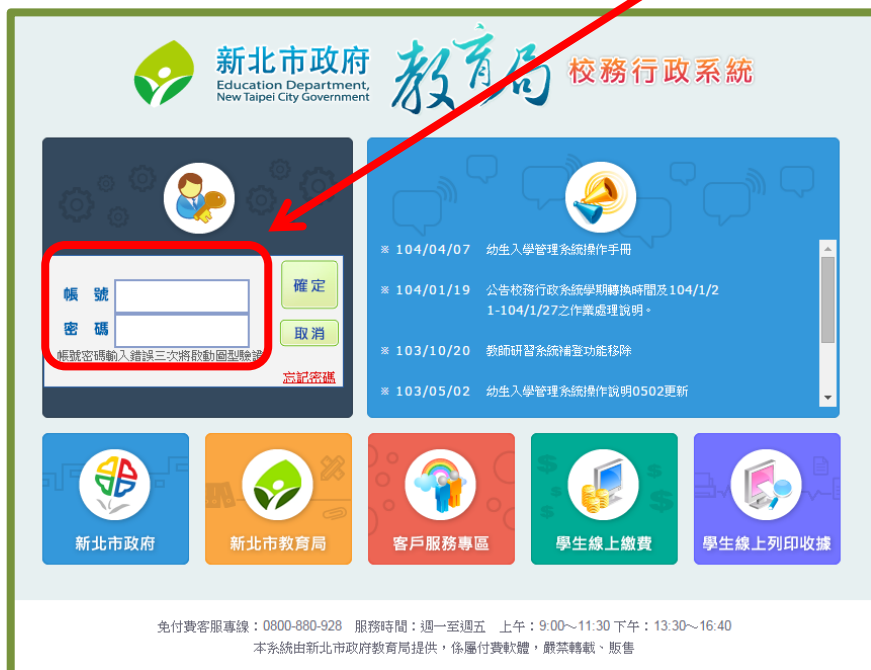 新北市政府
Education Department,
New Taipei City Government
教育局
校務行政系統
帳 號
密 碼
帳號密碼輸入錯誤三次將啟動圖型驗證
確定
取消
忘記密碼
※ 104/04/07 幼生入學管理系統操作手冊
※ 104/01/19 公告校務行政系統學期轉換時間及104/1/2
1-104/1/27之作業處理說明。
※ 103/10/20 教師研習系統補登功能移除
※ 103/05/02 幼生入學管理系統操作說明0502更新
新北市政府
新北市教育局
客戶服務專區
學生線上繳費
學生線上列印收據
免付費客服專線：0800-880-928 服務時間：週一至週五 上午：9:00～11:30 下午：13:30～16:40
本系統由新北市政府教育局提供，係屬付費軟體，嚴禁轉載、販售